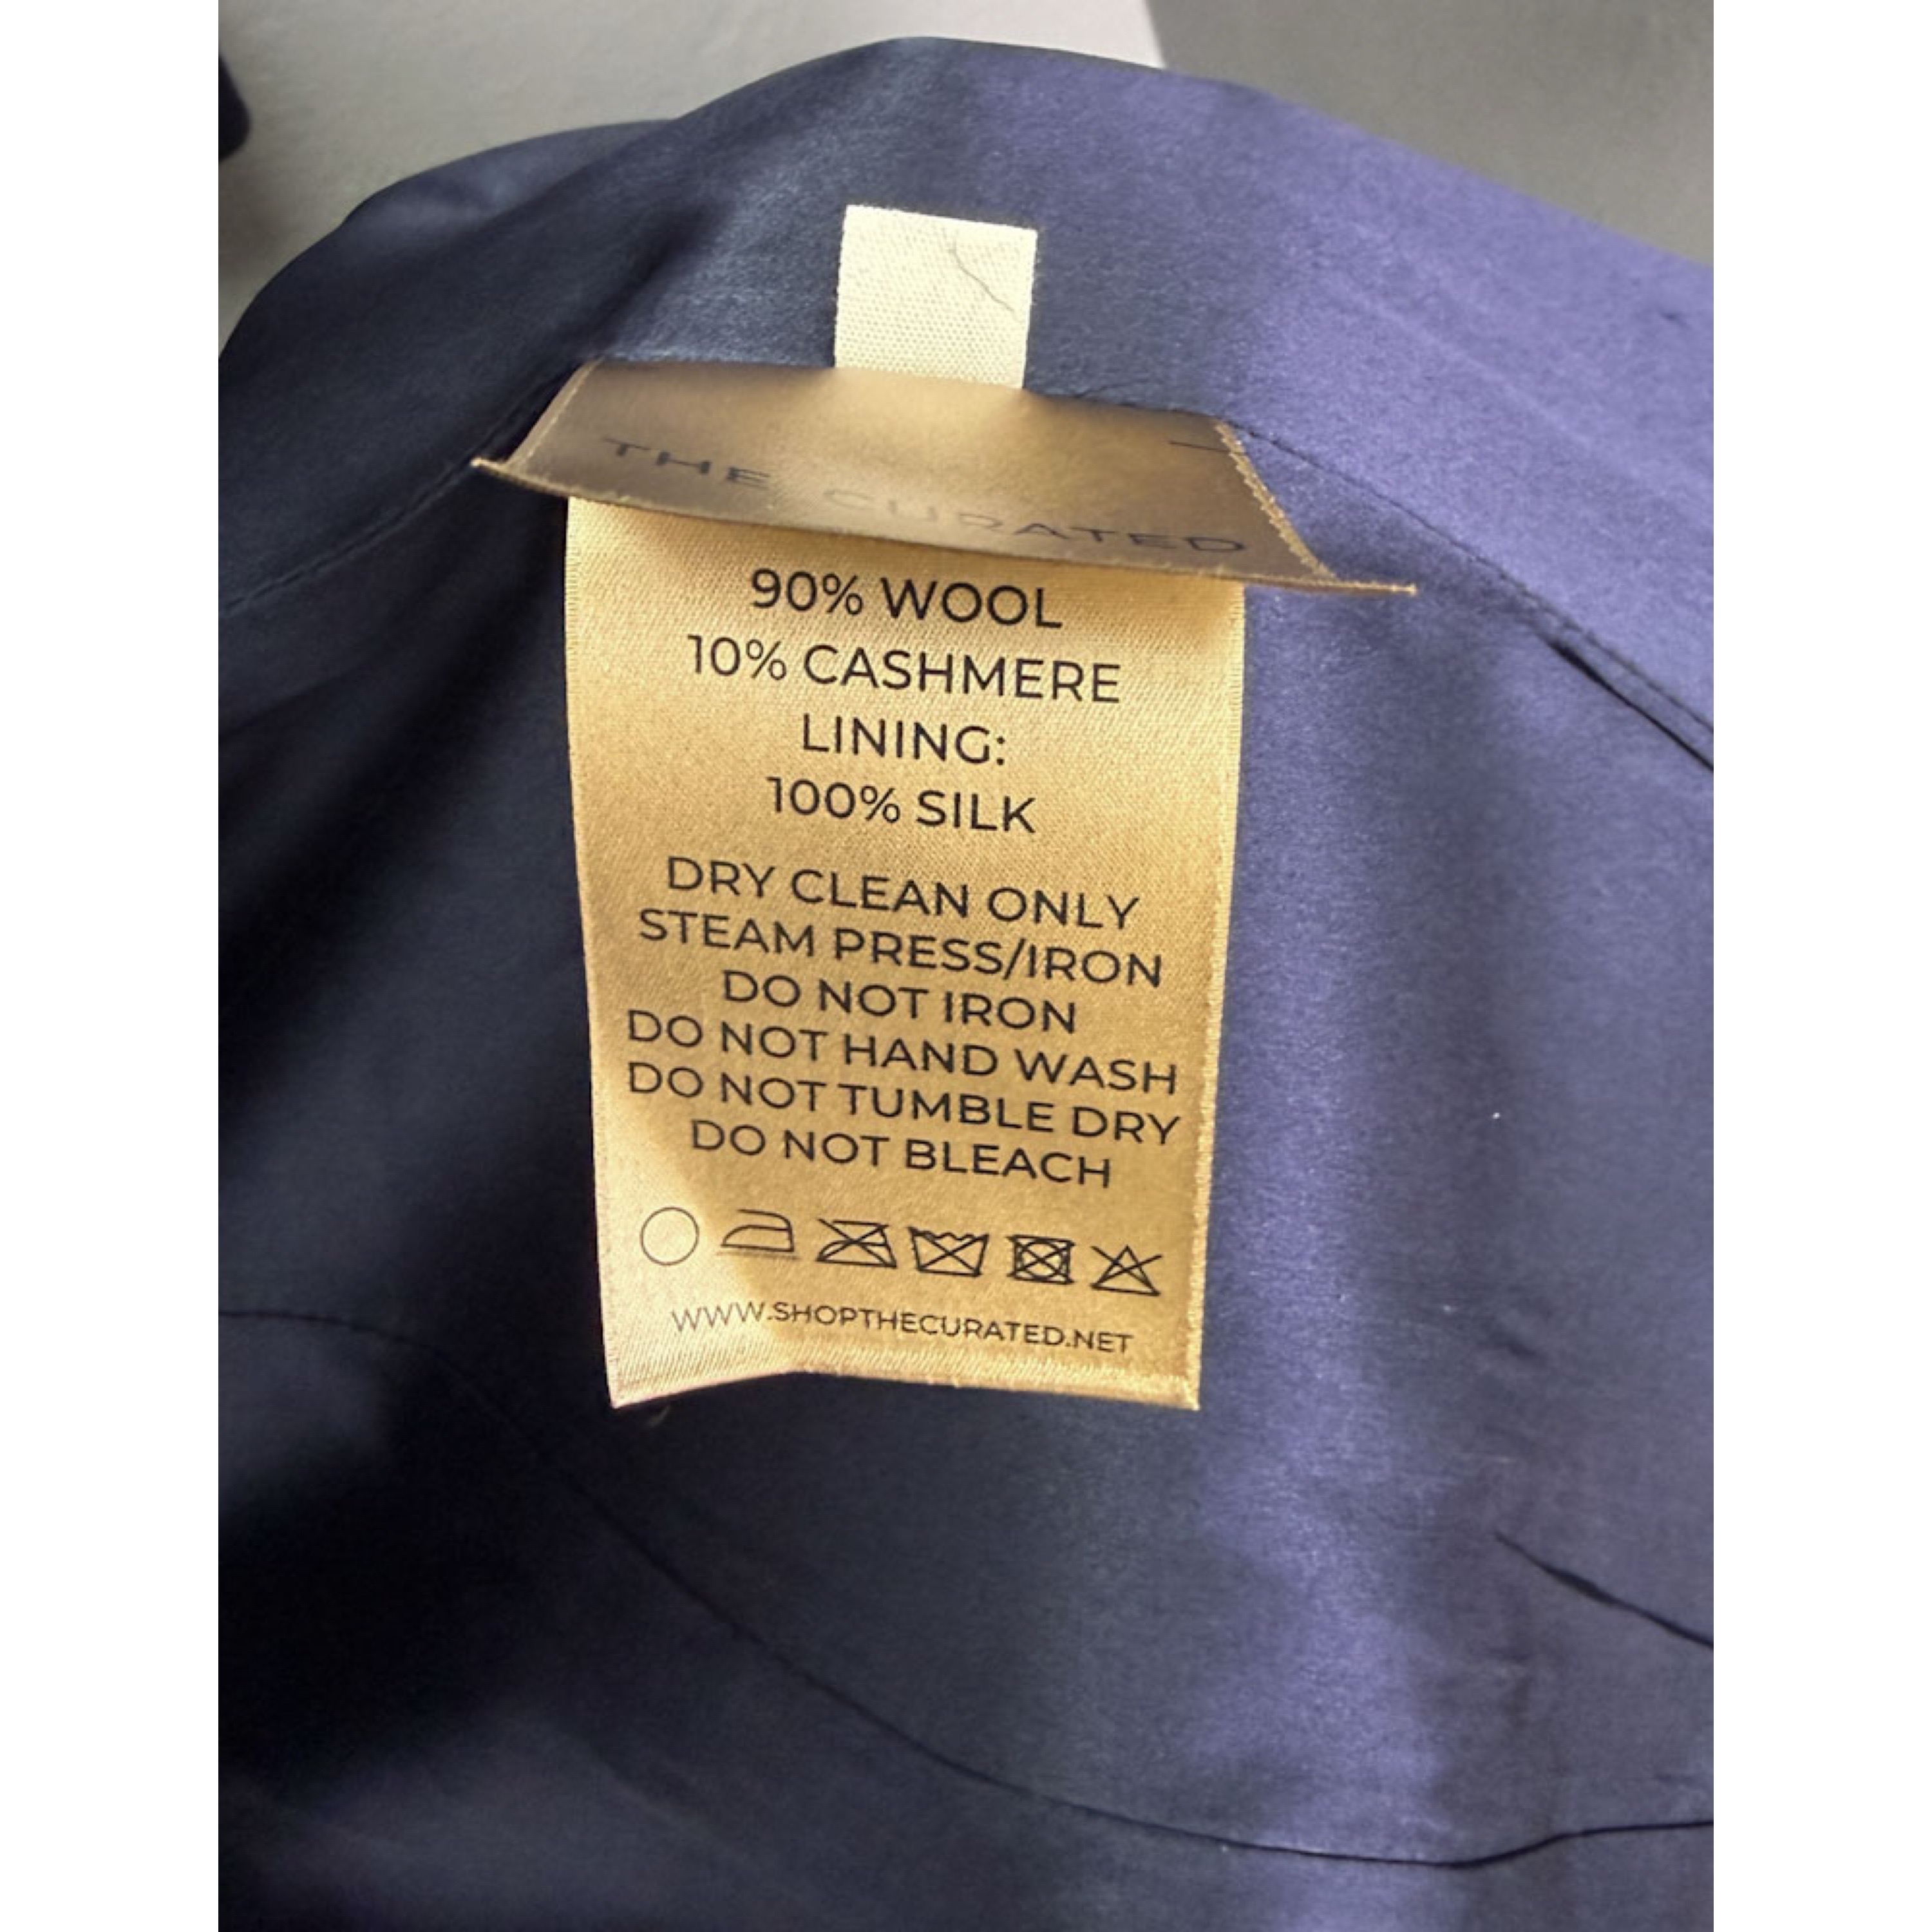 THE CURATED
90% WOOL
10% CASHMERE
LINING:
100% SILK
DRY CLEAN ONLY
STEAM PRESS/IRON
DO NOT IRON
DO NOT HAND WASH
DO NOT TUMBLE DRY
DO NOT BLEACH
WWW.SHOPTHECURATED.NET